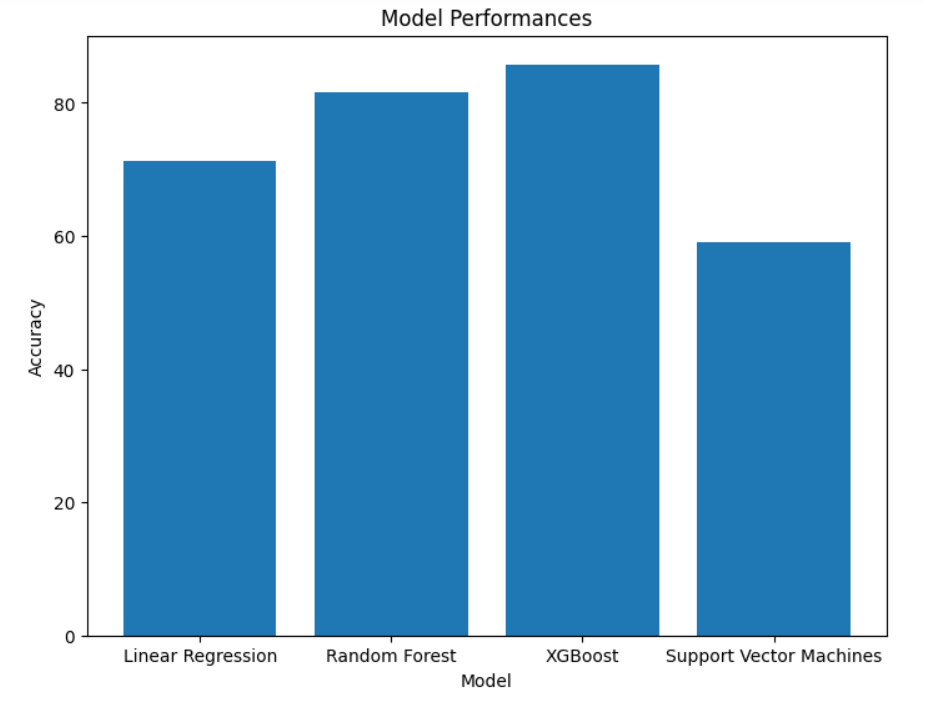 Model Performances
80
60
40
20
0
Accuracy
Linear Regression Random Forest XGBoost Support Vector Machines
Model